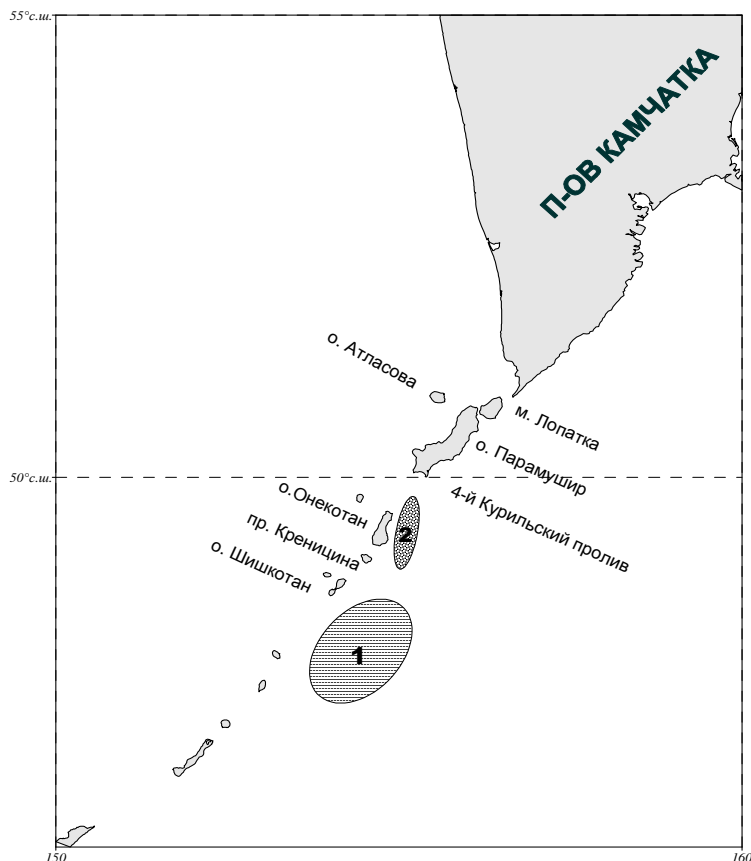 55°с.ш.
П-ОВ КАМЧАТКА
о. Атласова
м. Лопатка
о. Парамушир
50°с.ш.
4-й Курильский пролив
о.Онекотан
2
пр. Креницина
о. Шишкотан
1
150
160